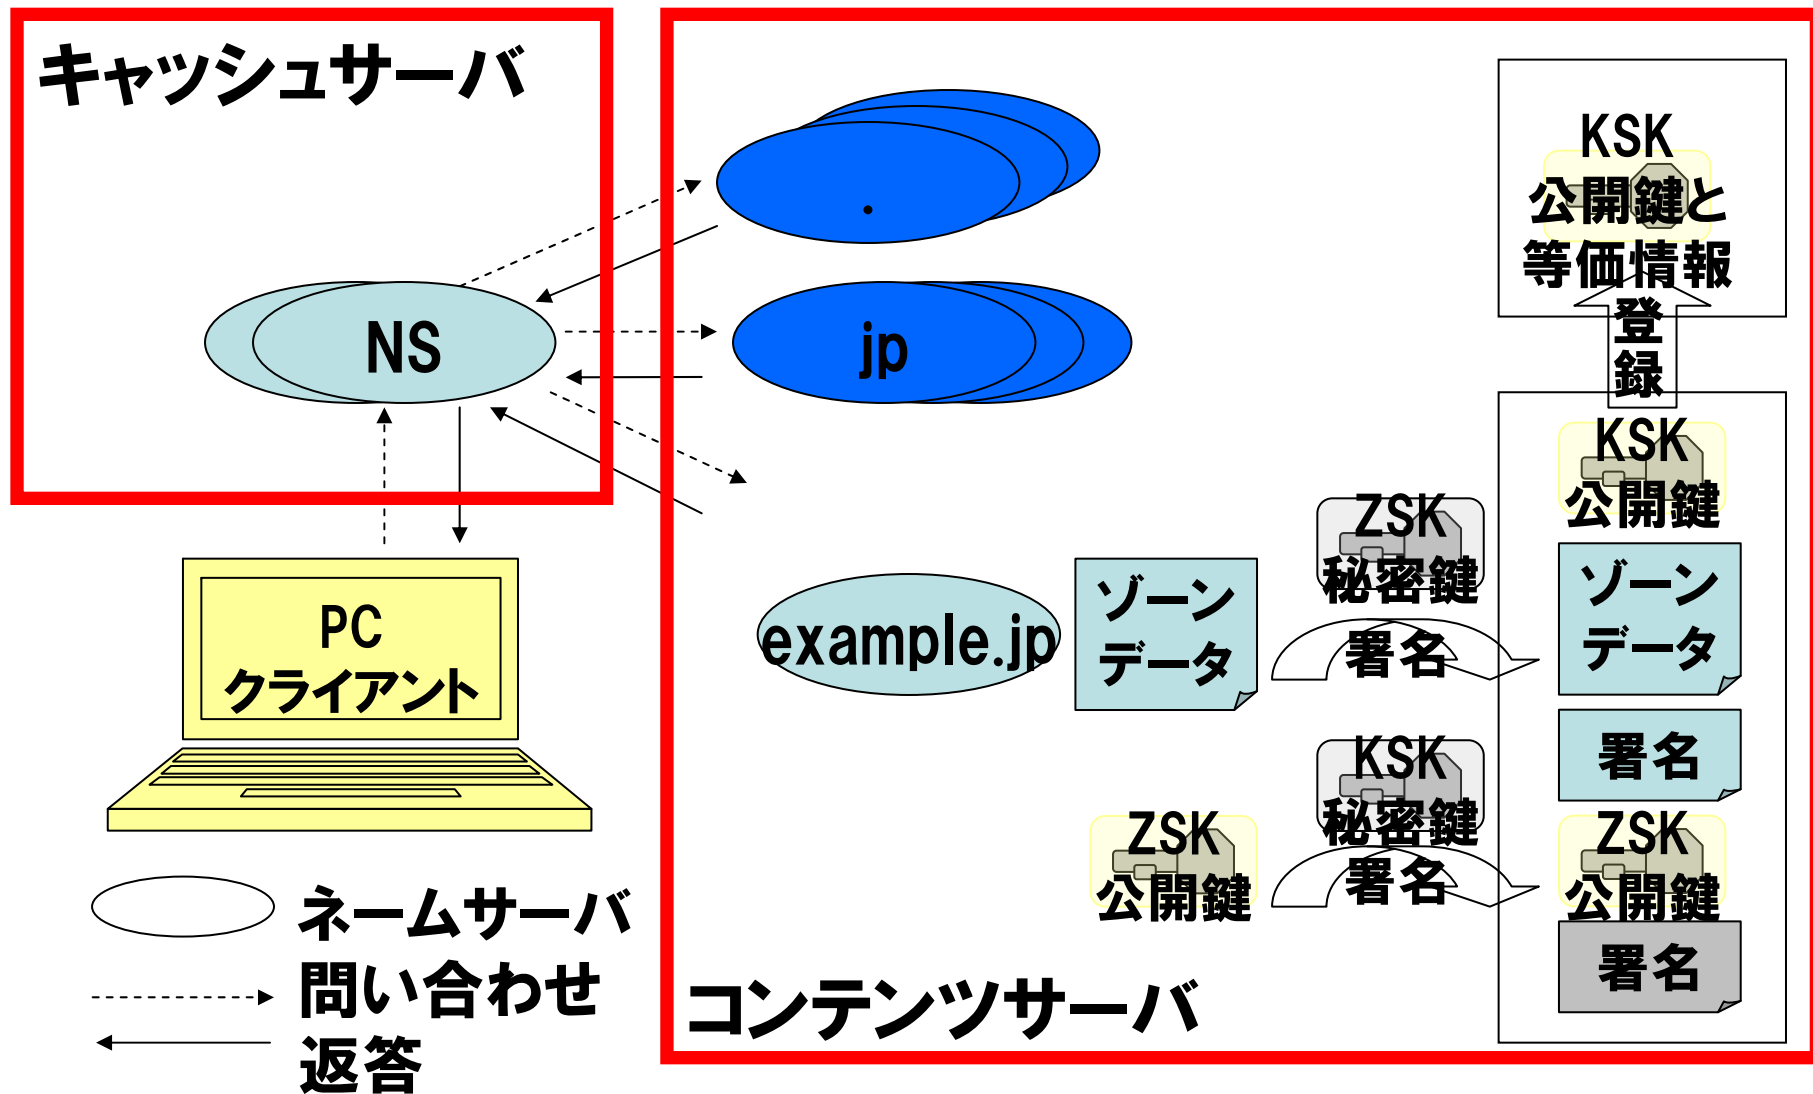 キャッシュサーバ
NS
PC
クライアント
ネームサーバ
問い合わせ
返答
.
jp
example.jp
ゾーン
データ
ZSK
秘密鍵
署名
KSK
秘密鍵
署名
ZSK
公開鍵
コンテンツサーバ
KSK
公開鍵と
等価情報
登
録
KSK
公開鍵
ゾーン
データ
署名
ZSK
公開鍵
署名